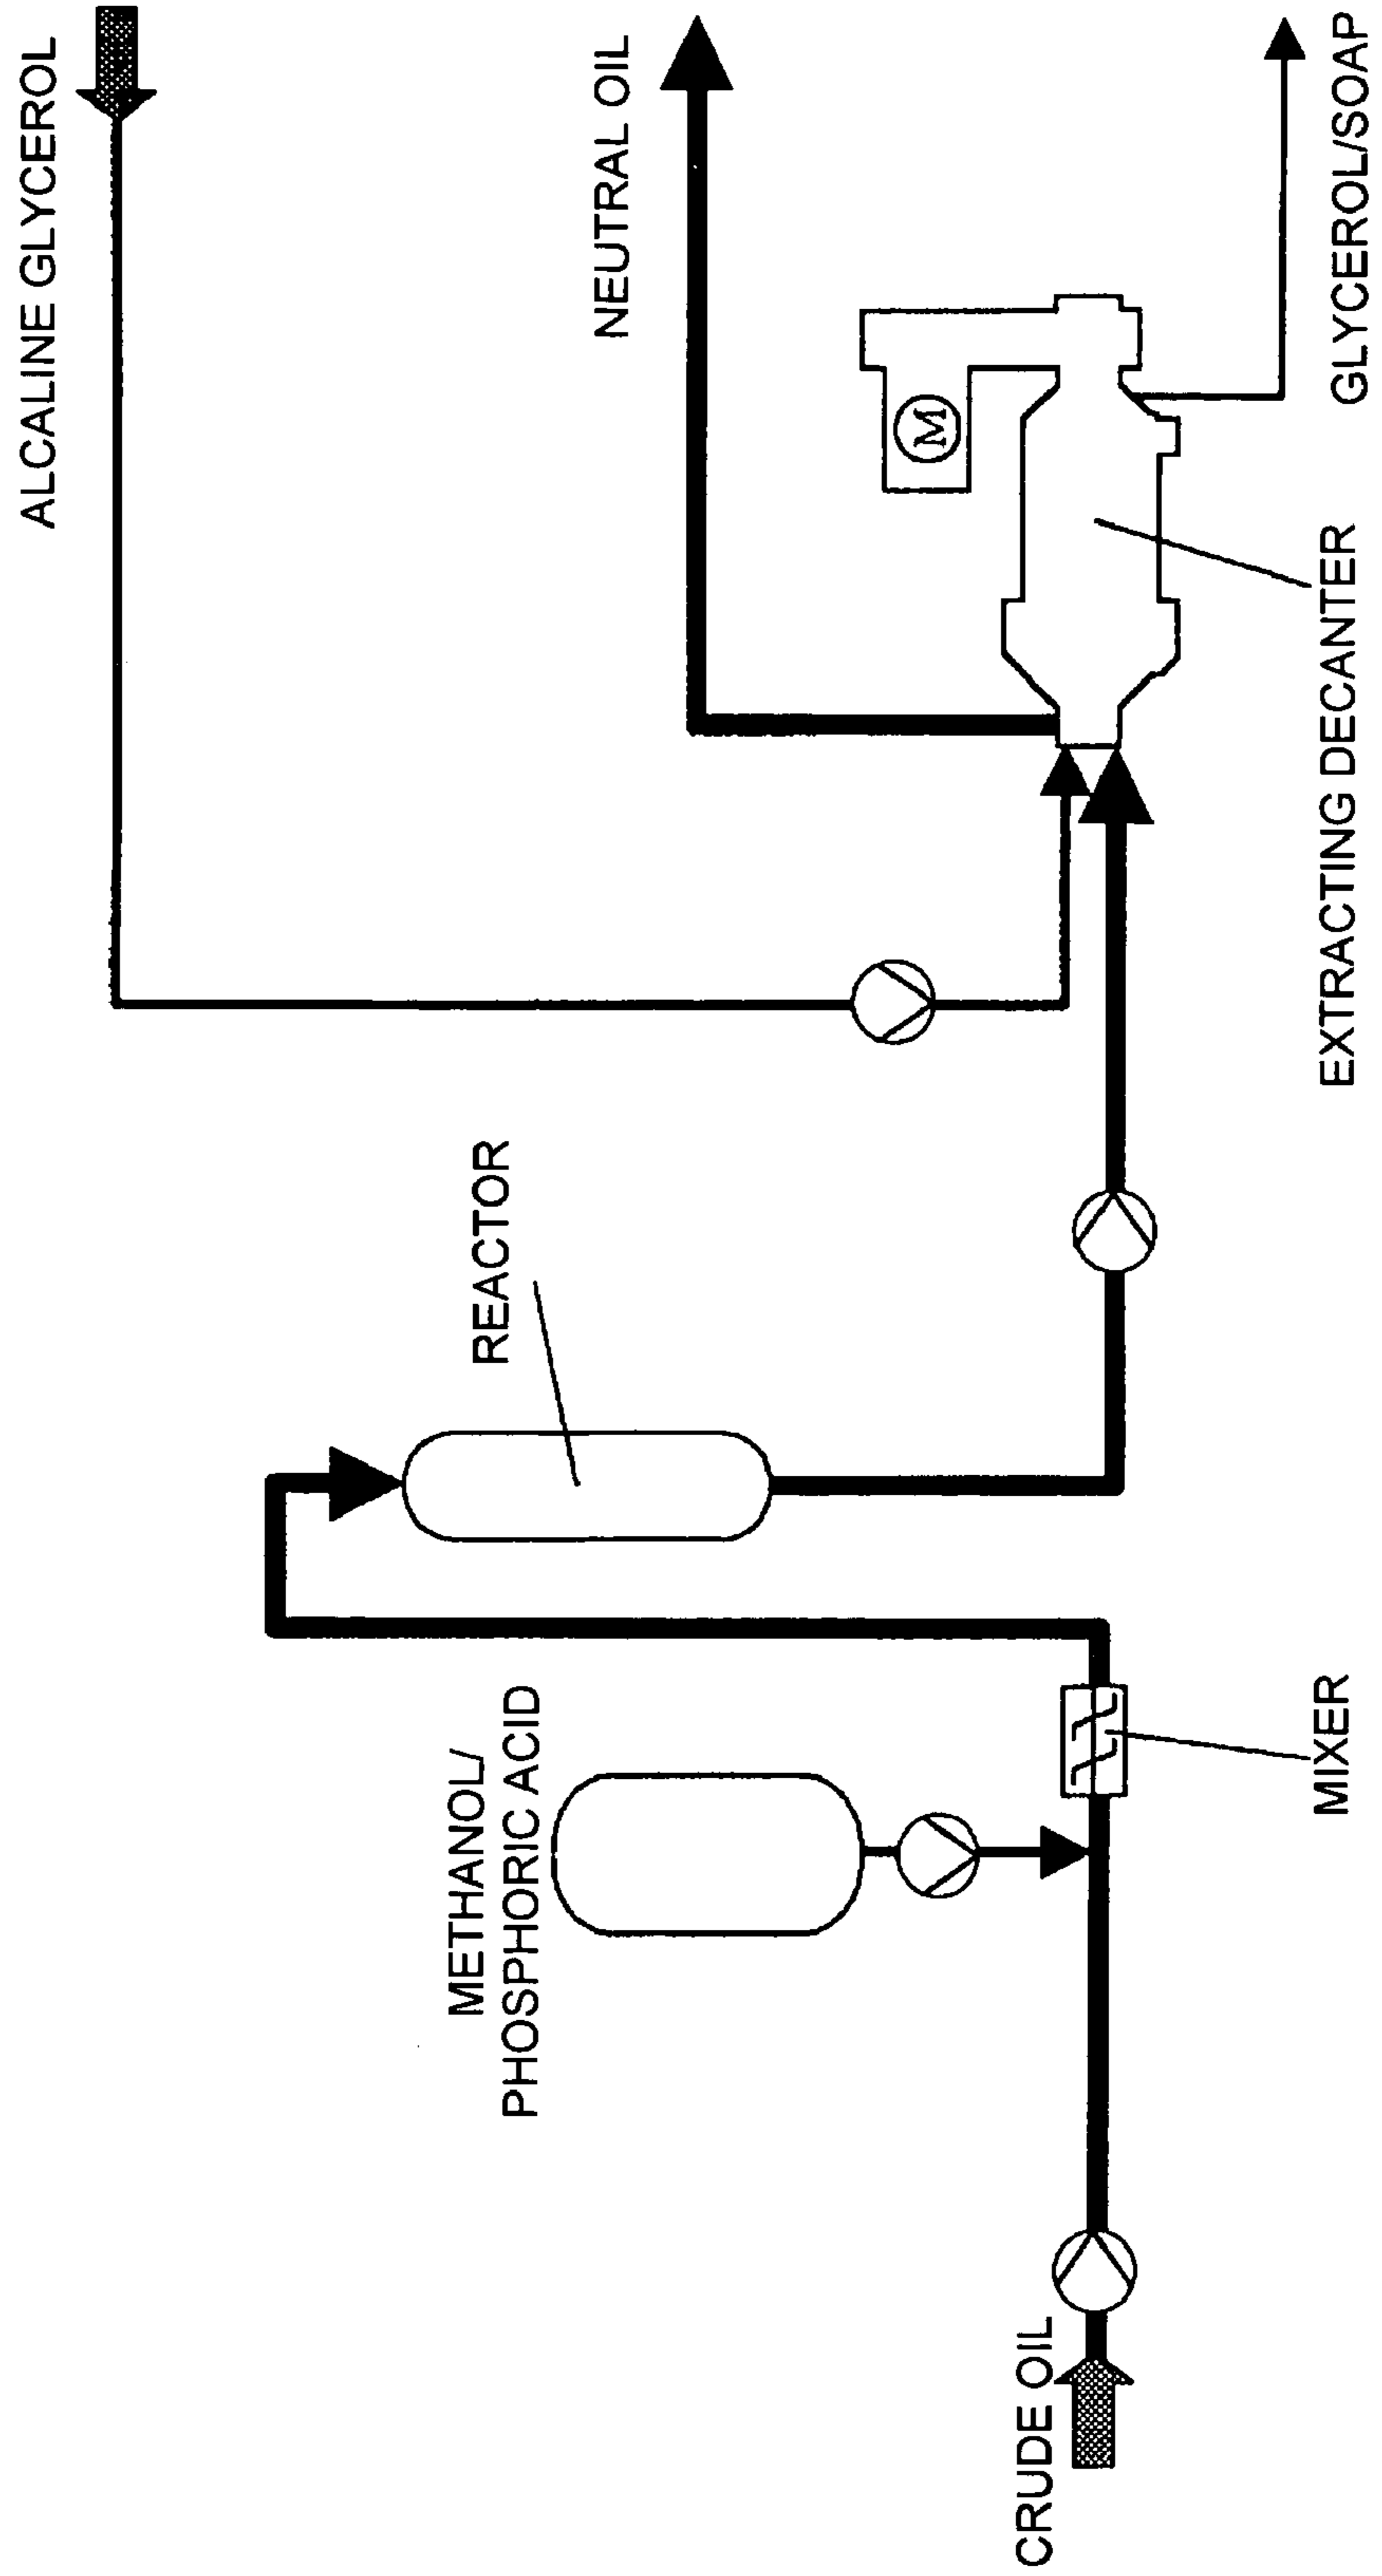 ALCALINE GLYCEROL
NEUTRAL OIL
REACTOR
METHANOL/
PHOSPHORIC ACID
M
CRUDE OIL
MIXER
EXTRACTING DECANTER
GLYCEROL/SOAP